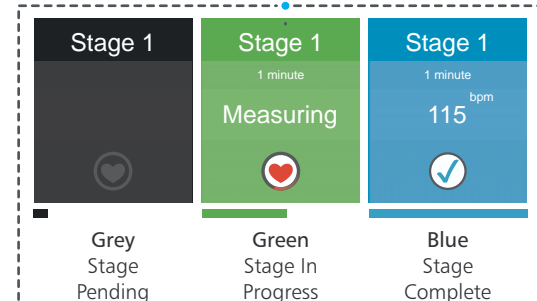 Stage 1
Stage 1
1 minute
Measuring
Stage 1
1 minute
115 bpm
Grey
Stage
Pending
Green
Stage In
Progress
Blue
Stage
Complete